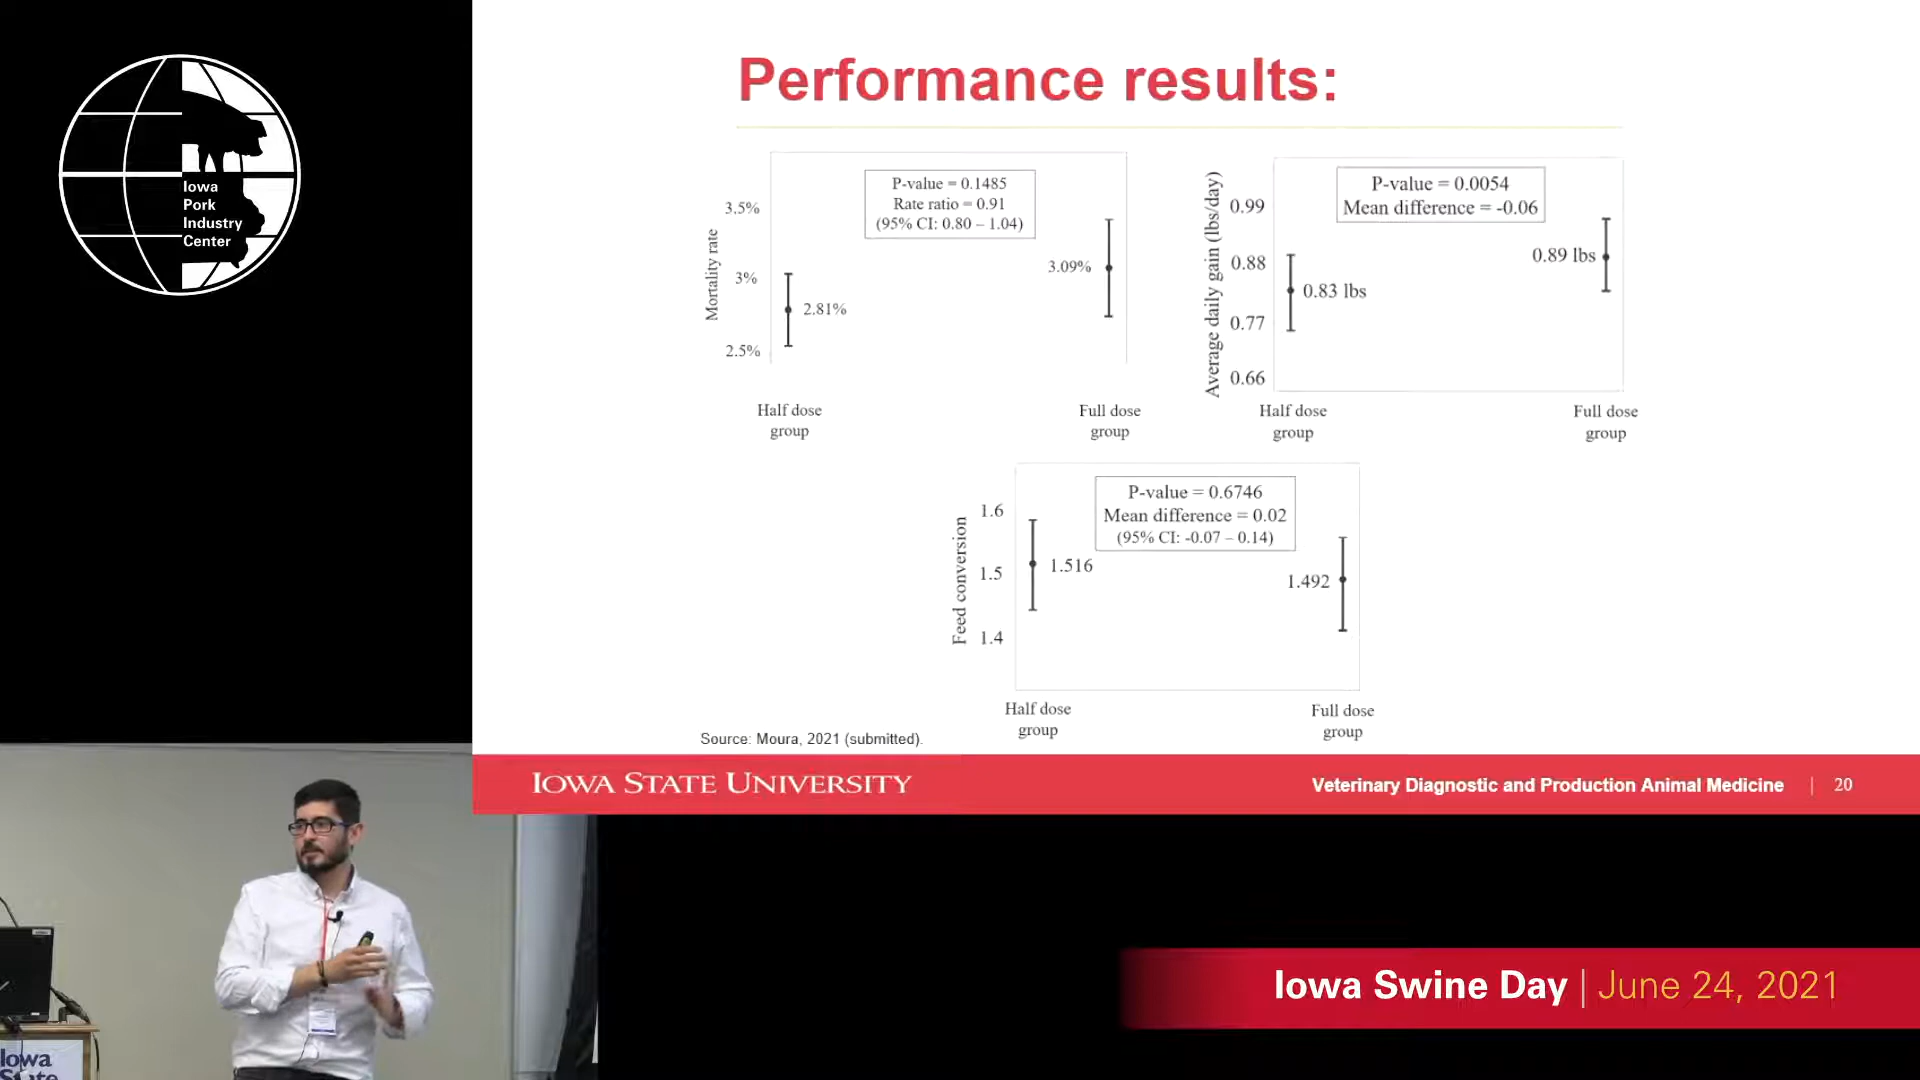 Iowa
Pork
Industry
Center
Performance results:
P-value = 0.1485
Rate ratio = 0.91
(95% CI: 0.80 – 1.04)
Mortality rate
3.5%
3%
2.5%
2.81%
3.09%
Half dose
group
Full dose
group
P-value = 0.0054
Mean difference = -0.06
Average daily gain (lbs/day)
0.99
0.88
0.77
0.66
0.83 lbs
0.89 lbs
Half dose
group
Full dose
group
P-value = 0.6746
Mean difference = 0.02
(95% CI: -0.07 – 0.14)
Feed conversion
1.6
1.5
1.4
1.516
1.492
Half dose
group
Full dose
group
Source: Moura, 2021 (submitted).
IOWA STATE UNIVERSITY
Veterinary Diagnostic and Production Animal Medicine | 20
Iowa Swine Day | June 24, 2021
Iowa
State